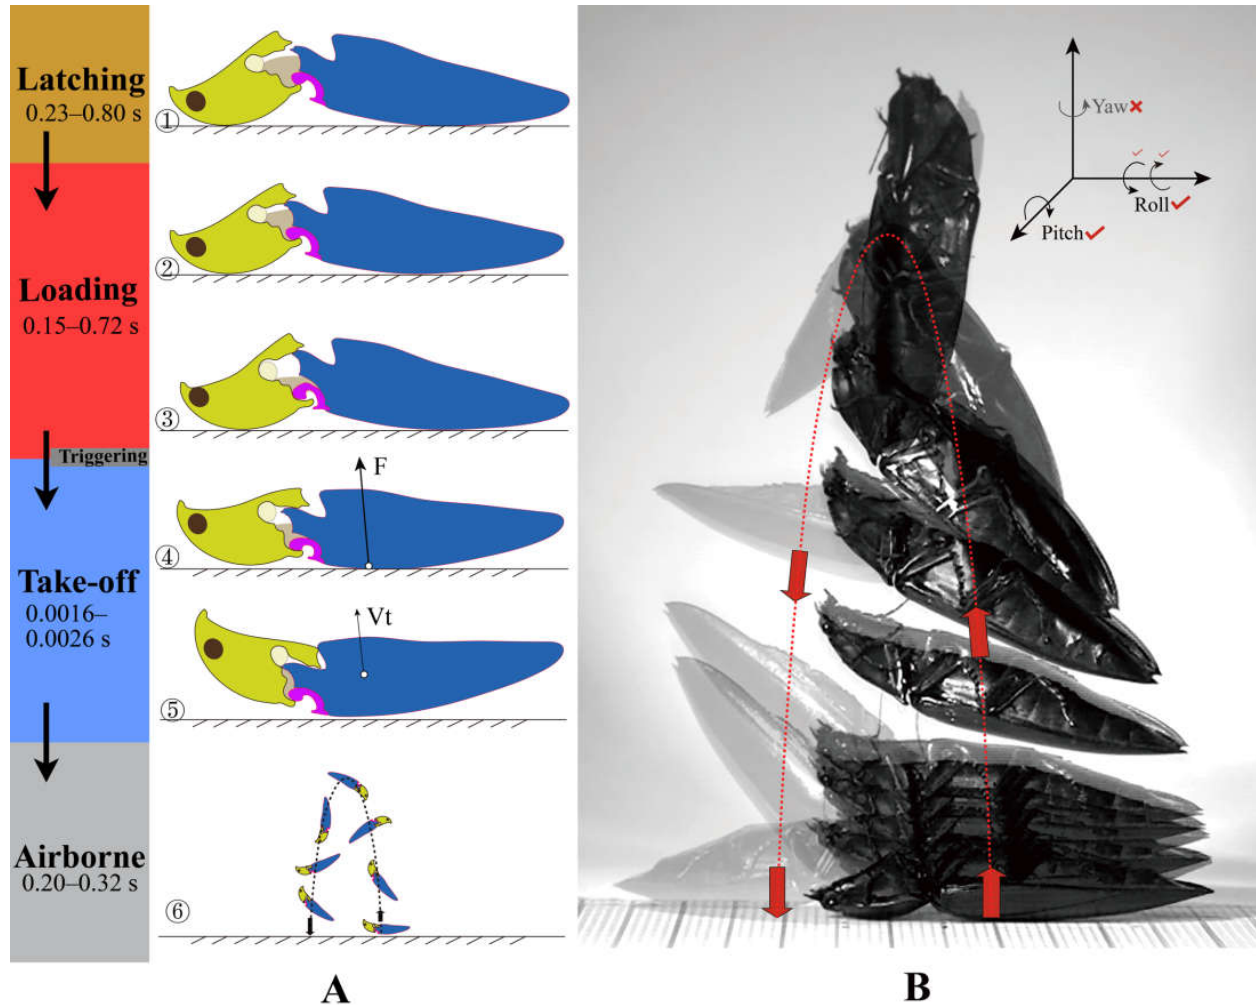 Latching
0.23–0.80 s
Loading
0.15–0.72 s
Triggering
Take-off
0.0016–
0.0026 s
Airborne
0.20–0.32 s
①
②
③
④
F
⑤
Vt
⑥
A
Yaw
Roll
Pitch
B